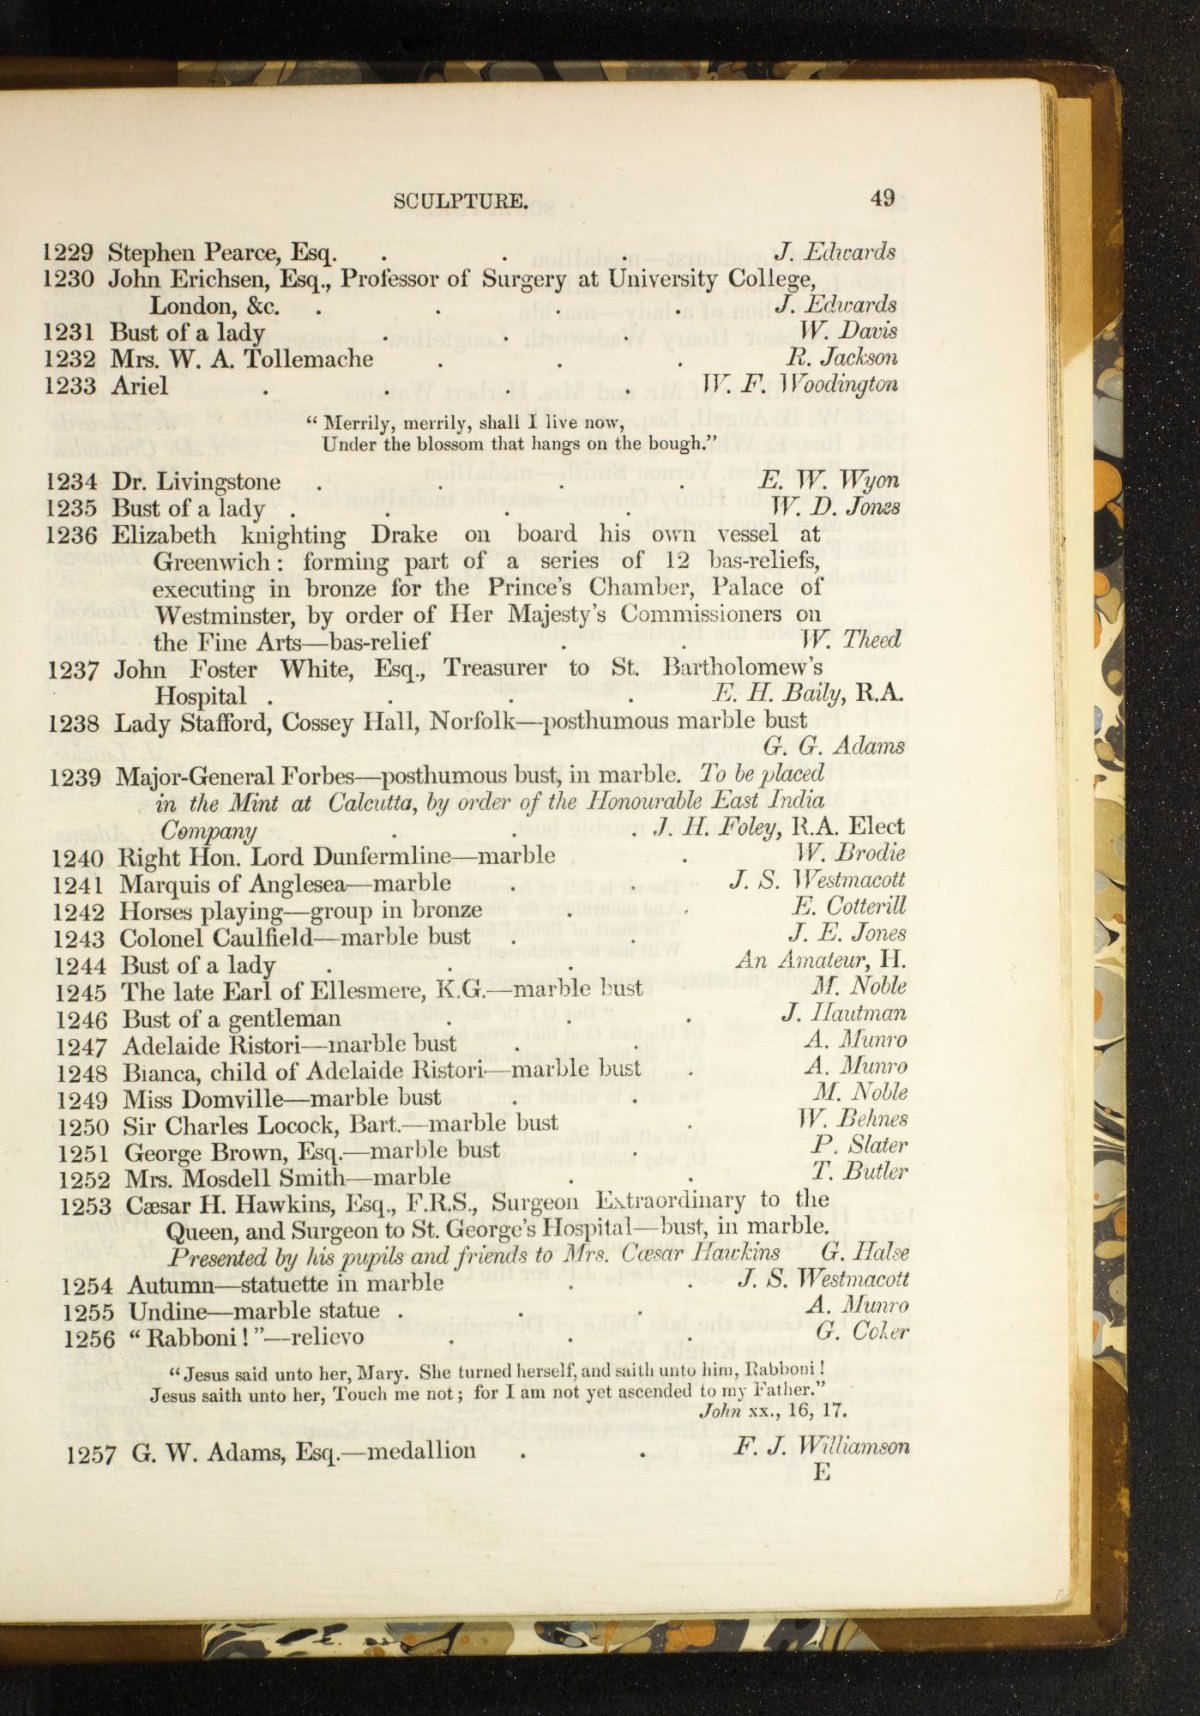 SCULPTURE. 49
1229 Stephen Pearce, Esq. . . . J. Edwards
1230 John Erichsen, Esq., Professor of Surgery at University College,
London, &c. . . . . J. Edwards
1231 Bust of a lady . . . W. Davis
1232 Mrs. W. A. Tollemache . . . R. Jackson
1233 Ariel . . . . W. F. Woodington
“Merrily, merrily, shall I live now,
Under the blossom that hangs on the bough.”
1234 Dr. Livingstone . . . . E. W. Wyon
1235 Bust of a lady . . . . W. D. Jones
1236 Elizabeth knighting Drake on board his own vessel at
Greenwich: forming part of a series of 12 bas-reliefs,
executing in bronze for the Prince’s Chamber, Palace of
Westminster, by order of Her Majesty’s Commissioners on
the Fine Arts—bas-relief . . W. Theed
1237 John Foster White, Esq., Treasurer to St. Bartholomew’s
Hospital . . . . E. H. Baily, R.A.
1238 Lady Stafford, Cossey Hall, Norfolk—posthumous marble bust
G. G. Adams
1239 Major-General Forbes—posthumous bust, in marble. To be placed
in the Mint at Calcutta, by order of the Honourable East India
Company . . . J. H. Foley, R.A. Elect
1240 Right Hon. Lord Dunfermline—marble . W. Brodie
1241 Marquis of Anglesea—marble . . J. S. Westmacott
1242 Horses playing—group in bronze . . E. Cotterill
1243 Colonel Caulfield—marble bust . . J. E. Jones
1244 Bust of a lady . . . An Amateur, H.
1245 The late Earl of Ellesmere, K.G.—marble bust M. Noble
1246 Bust of a gentleman . . . J. Hautman
1247 Adelaide Ristori—marble bust . . A. Munro
1248 Bianca, child of Adelaide Ristori—marble bust . A. Munro
1249 Miss Domville—marble bust . . M. Noble
1250 Sir Charles Locock, Bart.—marble bust . W. Behnes
1251 George Brown, Esq.—marble bust . P. Slater
1252 Mrs. Mosdell Smith—marble . . T. Butler
1253 Cæsar H. Hawkins, Esq., F.R.S., Surgeon Extraordinary to the
Queen, and Surgeon to St. George’s Hospital—bust, in marble.
Presented by his pupils and friends to Mrs. Cæsar Hawkins G. Halse
1254 Autumn—statuette in marble . . J. S. Westmacott
1255 Undine—marble statue . . . A. Munro
1256 “Rabboni!”—relievo . . . G. Coker
“Jesus said unto her, Mary. She turned herself, and saith unto him, Rabboni!
Jesus saith unto her, Touch me not; for I am not yet ascended to my Father.”
John xx., 16, 17.
1257 G. W. Adams, Esq.—medallion . . F. J. Williamson
E